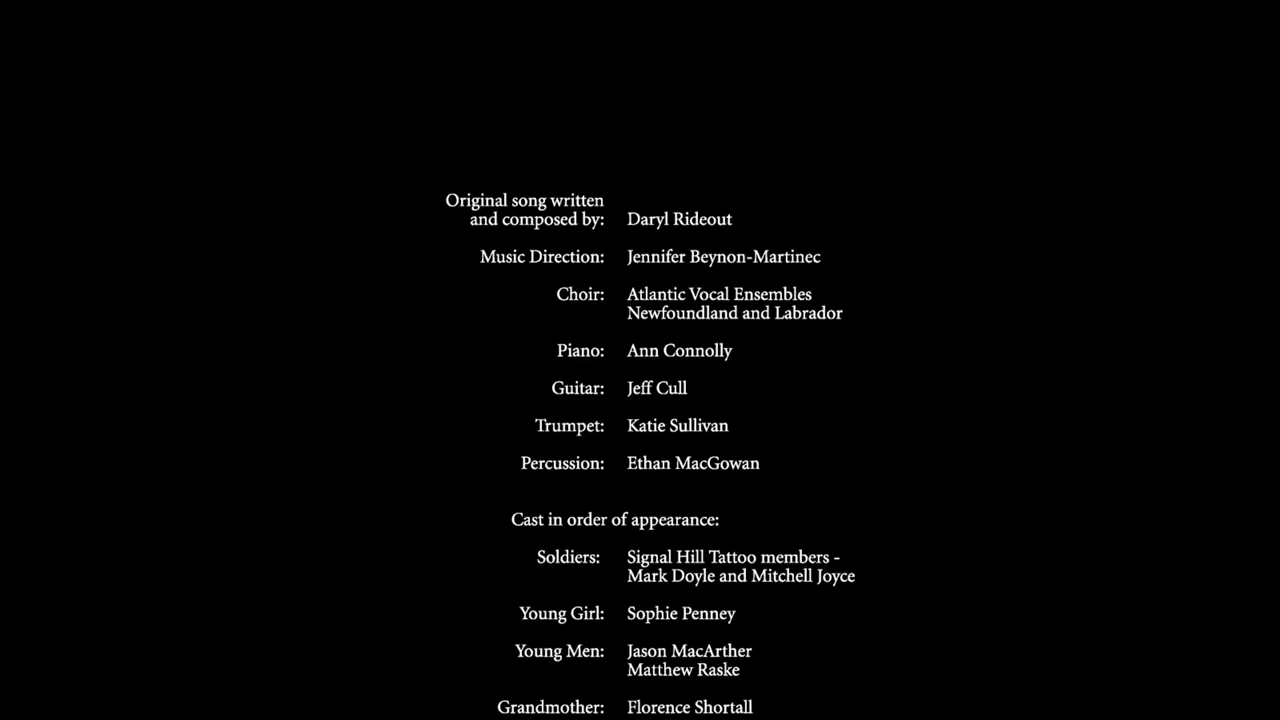 Original song written
and composed by: Daryl Rideout
Music Direction: Jennifer Beynon-Martinec
Choir: Atlantic Vocal Ensembles
Newfoundland and Labrador
Piano: Ann Connolly
Guitar: Jeff Cull
Trumpet: Katie Sullivan
Percussion: Ethan MacGowan
Cast in order of appearance:
Soldiers: Signal Hill Tattoo members -
Mark Doyle and Mitchell Joyce
Young Girl: Sophie Penney
Young Men: Jason MacArther
Matthew Raske
Grandmother: Florence Shortall